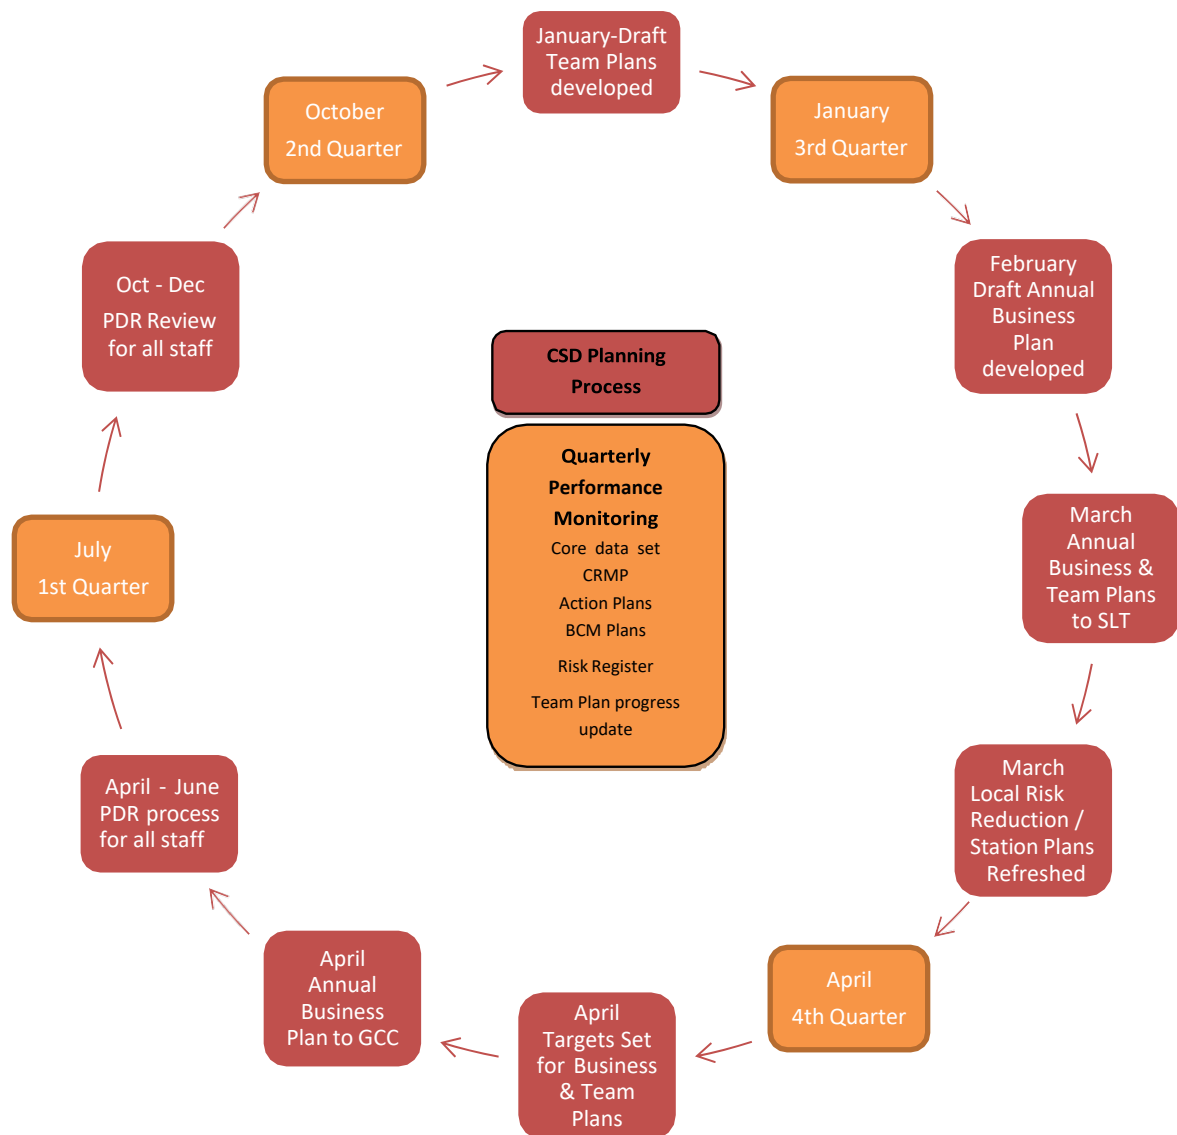 January-Draft
Team Plans
developed
January
3rd Quarter
February
Draft Annual
Business
Plan
developed
March
Annual
Business &
Team Plans
to SLT
March
Local Risk
Reduction /
Station Plans
Refreshed
April
4th Quarter
April
Targets Set
for Business
& Team
Plans
April
Annual
Business
Plan to GCC
April - June
PDR process
for all staff
July
1st Quarter
Oct - Dec
PDR Review
for all staff
October
2nd Quarter
CSD Planning
Process
Quarterly
Performance
Monitoring
Core data set
CRMP
Action Plans
BCM Plans
Risk Register
Team Plan progress
update